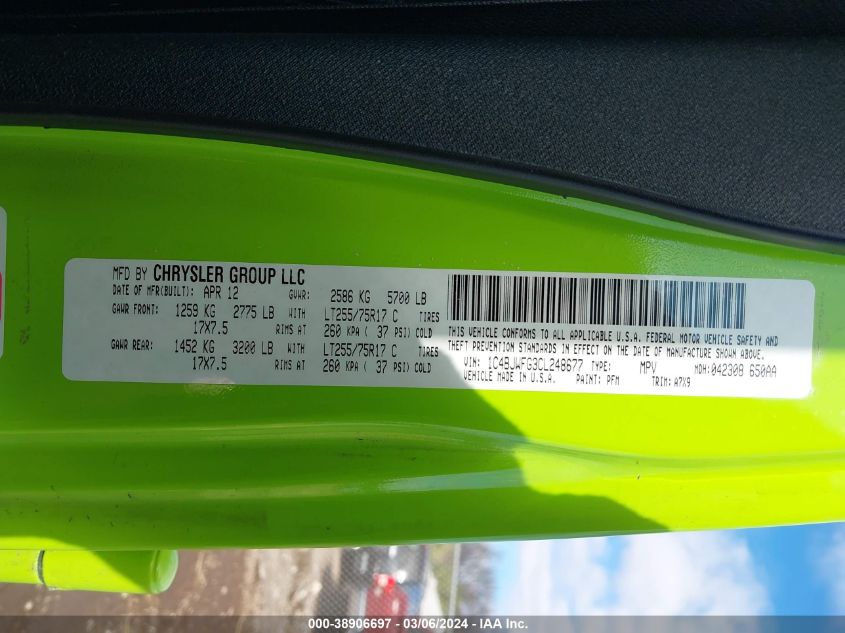 MFD BY CHRYSLER GROUP LLC
DATE OF MFR(BUILT): APR 12 GVWR: 2586 KG 5700 LB
GAWR FRONT: 1259 KG 2775 LB WITH LT255/75R17 C TIRES
17X7.5 RIMS AT 260 KPA ( 37 PSI) COLD
GAWR REAR: 1452 KG 3200 LB WITH LT255/75R17 C TIRES
17X7.5 RIMS AT 260 KPA ( 37 PSI) COLD
THIS VEHICLE CONFORMS TO ALL APPLICABLE U.S.A. FEDERAL MOTOR VEHICLE SAFETY AND
THEFT PREVENTION STANDARDS IN EFFECT ON THE DATE OF MANUFACTURE SHOWN ABOVE.
VIN: 1C4BJWFG3CL248677 TYPE: MPV MDH:042308 650AA
VEHICLE MADE IN U.S.A. PAINT: PFM TRIM: A7X9
000-38906697 - 03/06/2024 - IAA Inc.